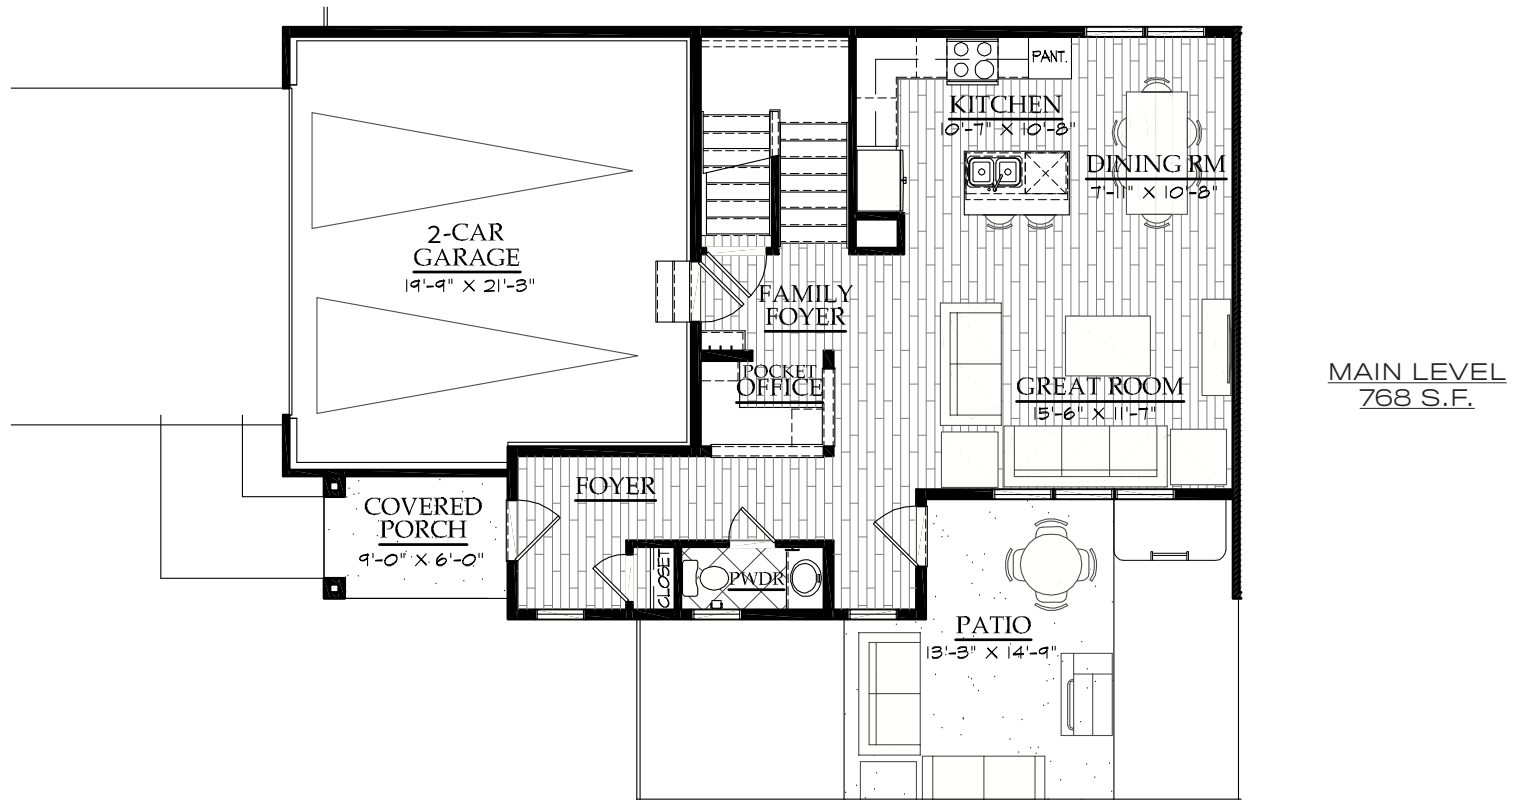 PANT.
KITCHEN
10'-7" X 10'-8"
DINING RM
7'-11" X 10'-8"
2-CAR
GARAGE
19'-9" X 21'-3"
FAMILY
FOYER
POCKET
OFFICE
GREAT ROOM
15'-6" X 11'-7"
MAIN LEVEL
768 S.F.
FOYER
COVERED
PORCH
9'-0" X 6'-0"
CLOSET
PWDR
PATIO
13'-3" X 14'-9"